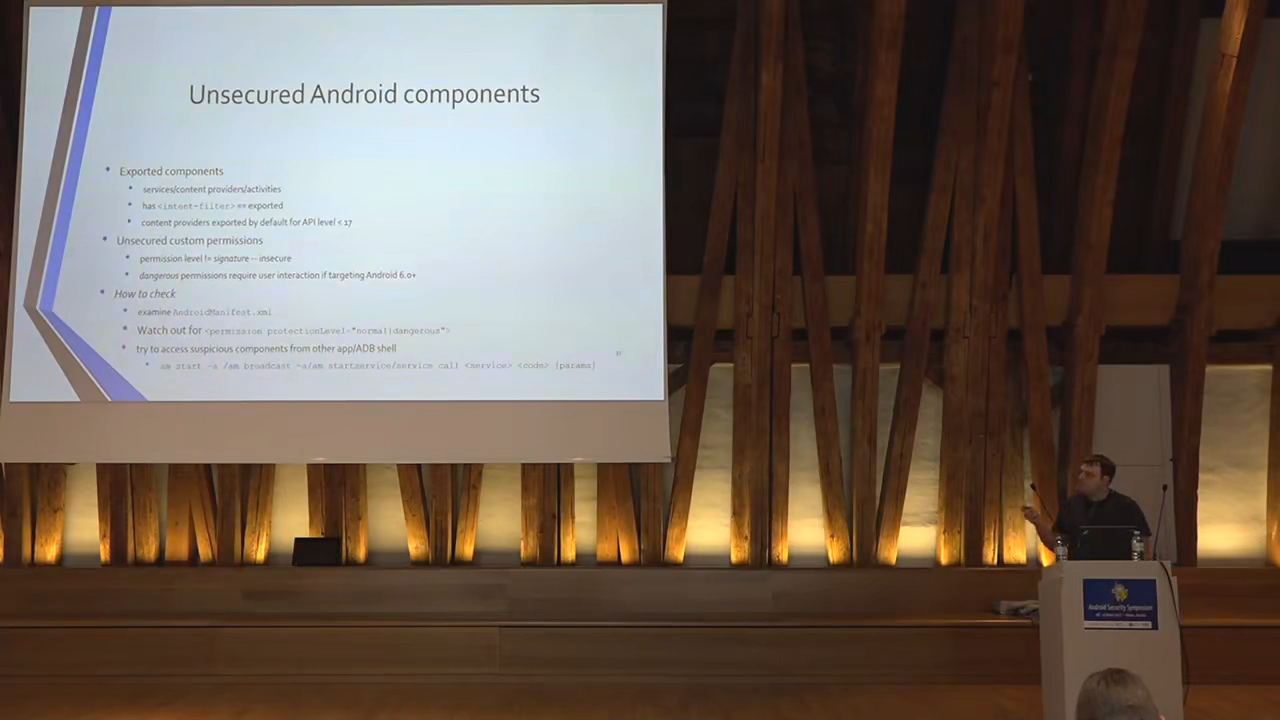 Unsecured Android components
• Exported components
• services/content providers/activities
• has <intent-filter> == exported
• content providers exported by default for API level < 17
• Unsecured custom permissions
• permission level != signature -- insecure
• dangerous permissions require user interaction if targeting Android 6.0+
• How to check
• examine AndroidManifest.xml
• Watch out for <permission protectionLevel="normal|dangerous">
• try to access suspicious components from other app/ADB shell
• am start -a /am broadcast -a/am startservice/service call <service> <code> [params]
Android Security Symposium